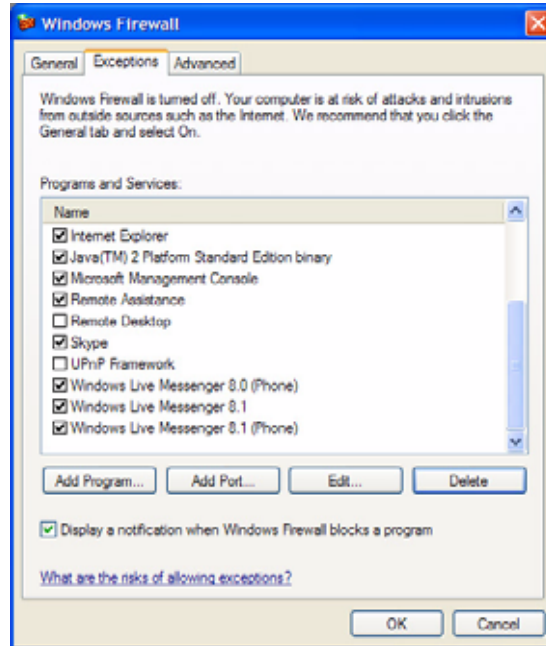 Windows Firewall
General Exceptions Advanced
Windows Firewall is turned off. Your computer is at risk of attacks and intrusions
from outside sources such as the Internet. We recommend that you click the
General tab and select On.
Programs and Services:
Name
Internet Explorer
Java(TM) 2 Platform Standard Edition binary
Microsoft Management Console
Remote Assistance
Remote Desktop
Skype
UPnP Framework
Windows Live Messenger 8.0 (Phone)
Windows Live Messenger 8.1
Windows Live Messenger 8.1 (Phone)
Add Program... Add Port... Edit... Delete
Display a notification when Windows Firewall blocks a program
What are the risks of allowing exceptions?
OK Cancel